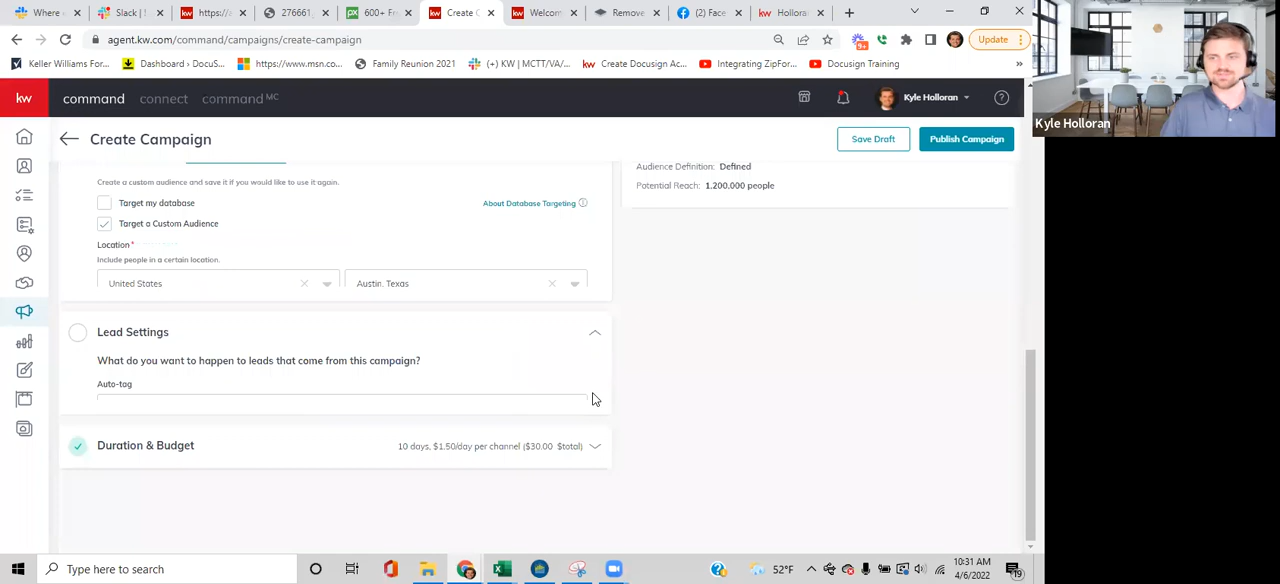 Where
Slack |
https://
276661
600+ Fr
Create C
Welcom
Remove
(2) Face
Hollora
agent.kw.com/command/campaigns/create-campaign
9+
Update
Keller Williams For...
Dashboard › DocuS...
https://www.msn.co...
Family Reunion 2021
(+) KW | MCTT/VA/...
Create Docusign Ac...
Integrating ZipFor...
Docusign Training
»
kw
command
connect
command MC
Kyle Holloran
Kyle Holloran
Create Campaign
Save Draft
Publish Campaign
Audience Definition: Defined
Potential Reach: 1,200,000 people
Create a custom audience and save it if you would like to use it again.
Target my database
About Database Targeting
Target a Custom Audience
Location*
Include people in a certain location.
United States
Austin, Texas
Lead Settings
What do you want to happen to leads that come from this campaign?
Auto-tag
Duration & Budget
10 days, $1.50/day per channel ($30.00 $total)
Type here to search
52°F
10:31 AM
4/6/2022
19